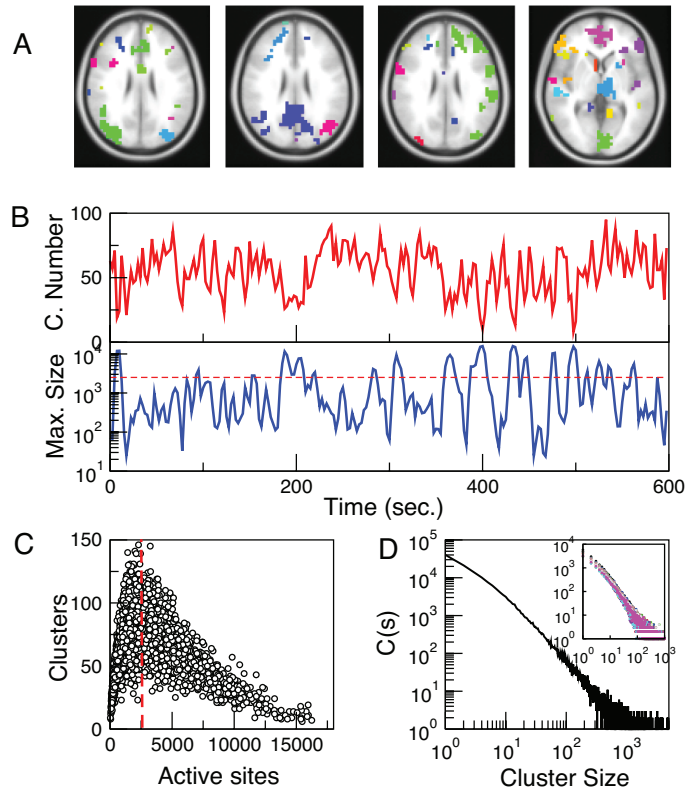 A
B
100
50
0
C. Number
10^4
10^3
10^2
10^1
Max. Size
0 200 400 600
Time (sec.)
C
150
100
50
0
Clusters
0 5000 10000 15000
Active sites
D
10^5
10^4
10^3
10^2
10^1
10^0
C(s)
10^0 10^1 10^2 10^3
Cluster Size
10^4
10^3
10^2
10^1
10^0
10^0 10^1 10^2 10^3